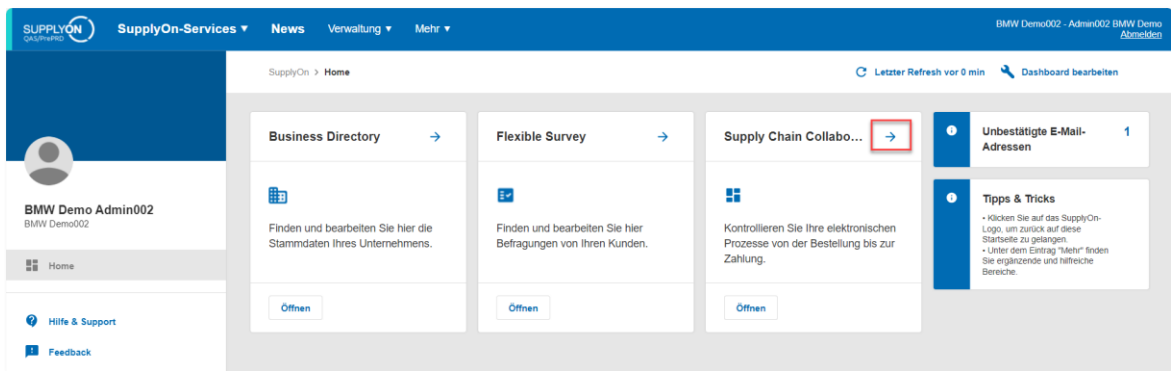 SUPPLYON
QAS/PrePRD
SupplyOn-Services ▾ News Verwaltung ▾ Mehr ▾
BMW Demo002 - Admin002 BMW Demo
Abmelden
SupplyOn > Home
Letzter Refresh vor 0 min Dashboard bearbeiten
BMW Demo Admin002
BMW Demo002
Home
Hilfe & Support
Feedback
Business Directory →
Finden und bearbeiten Sie hier die
Stammdaten Ihres Unternehmens.
Öffnen
Flexible Survey →
Finden und bearbeiten Sie hier
Befragungen von Ihren Kunden.
Öffnen
Supply Chain Collabo... →
Kontrollieren Sie Ihre elektronischen
Prozesse von der Bestellung bis zur
Zahlung.
Öffnen
Unbestätigte E-Mail- 1
Adressen
Tipps & Tricks
• Klicken Sie auf das SupplyOn-
Logo, um zurück auf diese
Startseite zu gelangen.
• Unter dem Eintrag "Mehr" finden
Sie ergänzende und hilfreiche
Bereiche.